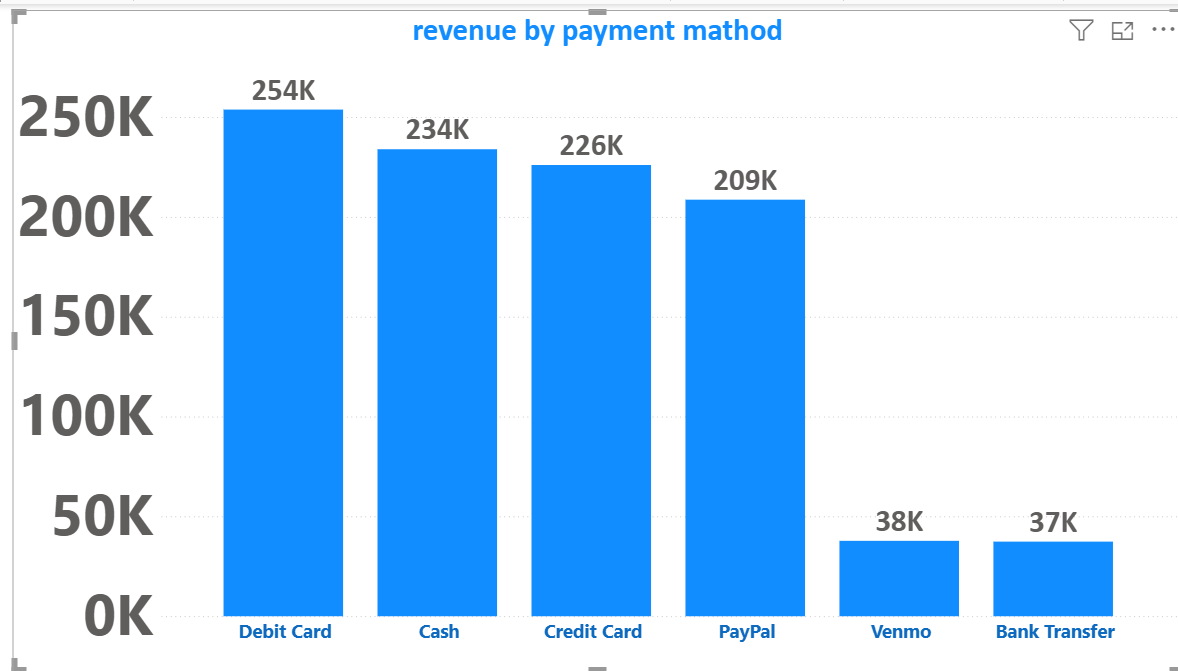 revenue by payment mathod
250K
200K
150K
100K
50K
0K
254K
234K
226K
209K
38K
37K
Debit Card
Cash
Credit Card
PayPal
Venmo
Bank Transfer